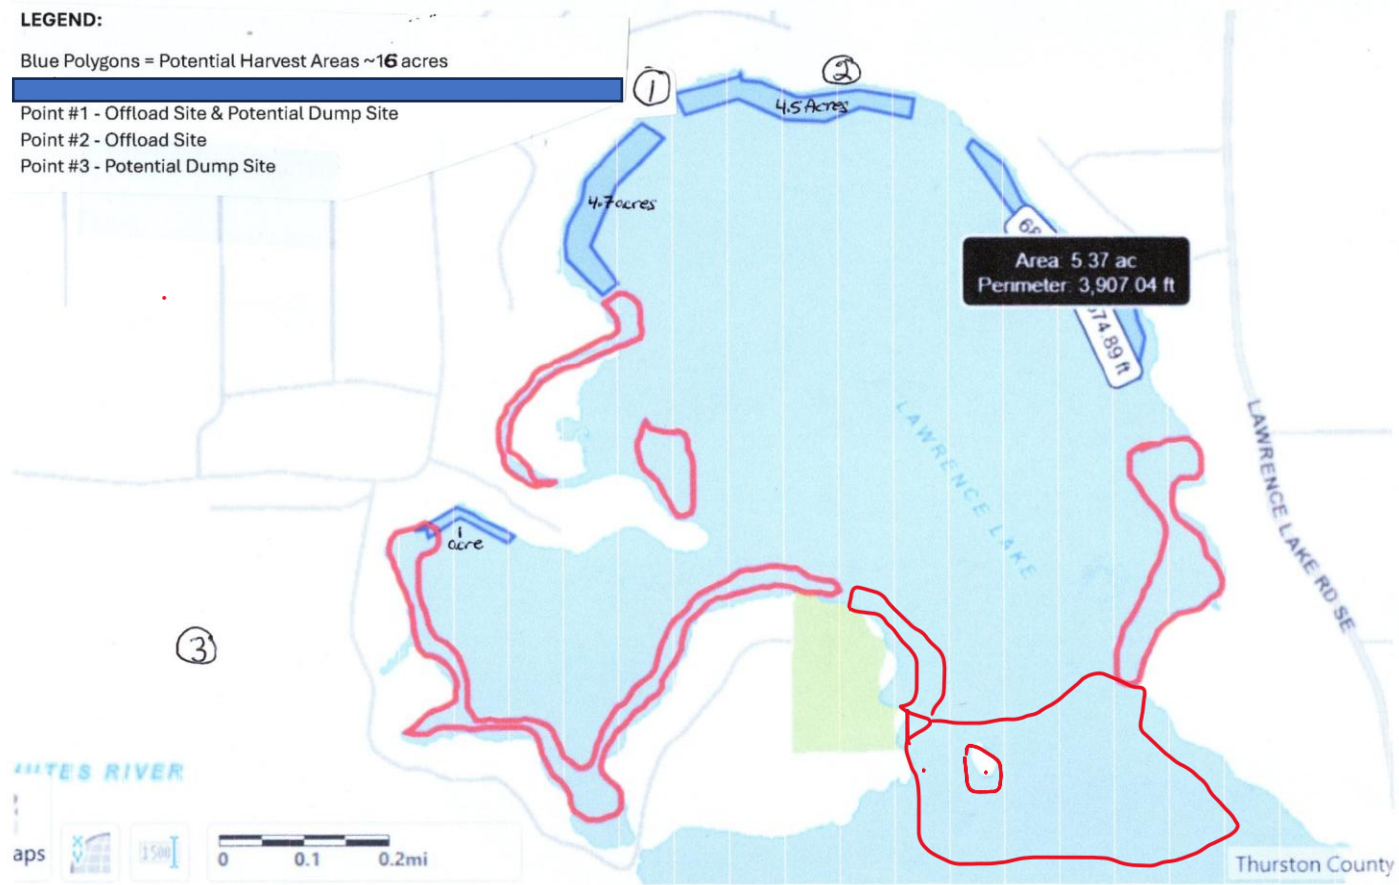 LEGEND:
Blue Polygons = Potential Harvest Areas ~16 acres
Point #1 - Offload Site & Potential Dump Site
Point #2 - Offload Site
Point #3 - Potential Dump Site
1
2
4.5 Acres
4.7 acres
Area: 5.37 ac
Perimeter: 3,907.04 ft
74.89 ft
LAWRENCE LAKE
LAWRENCE LAKE RD SE
1
acre
3
TES RIVER
aps
X
Y
1500
0 0.1 0.2mi
Thurston County